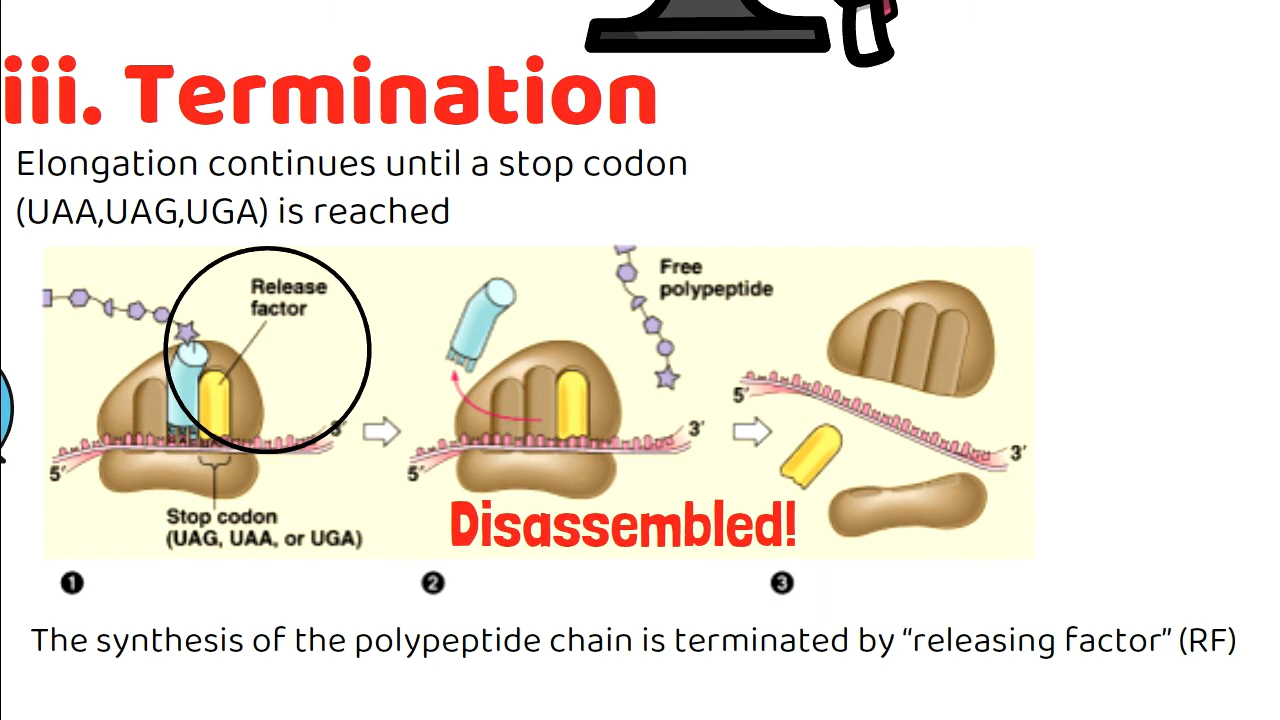 iii. Termination
Elongation continues until a stop codon
(UAA,UAG,UGA) is reached
Release
factor
Free
polypeptide
5′
3′
5′
3′
5′
3′
Stop codon
(UAG, UAA, or UGA)
Disassembled!
1
2
3
The synthesis of the polypeptide chain is terminated by “releasing factor” (RF)